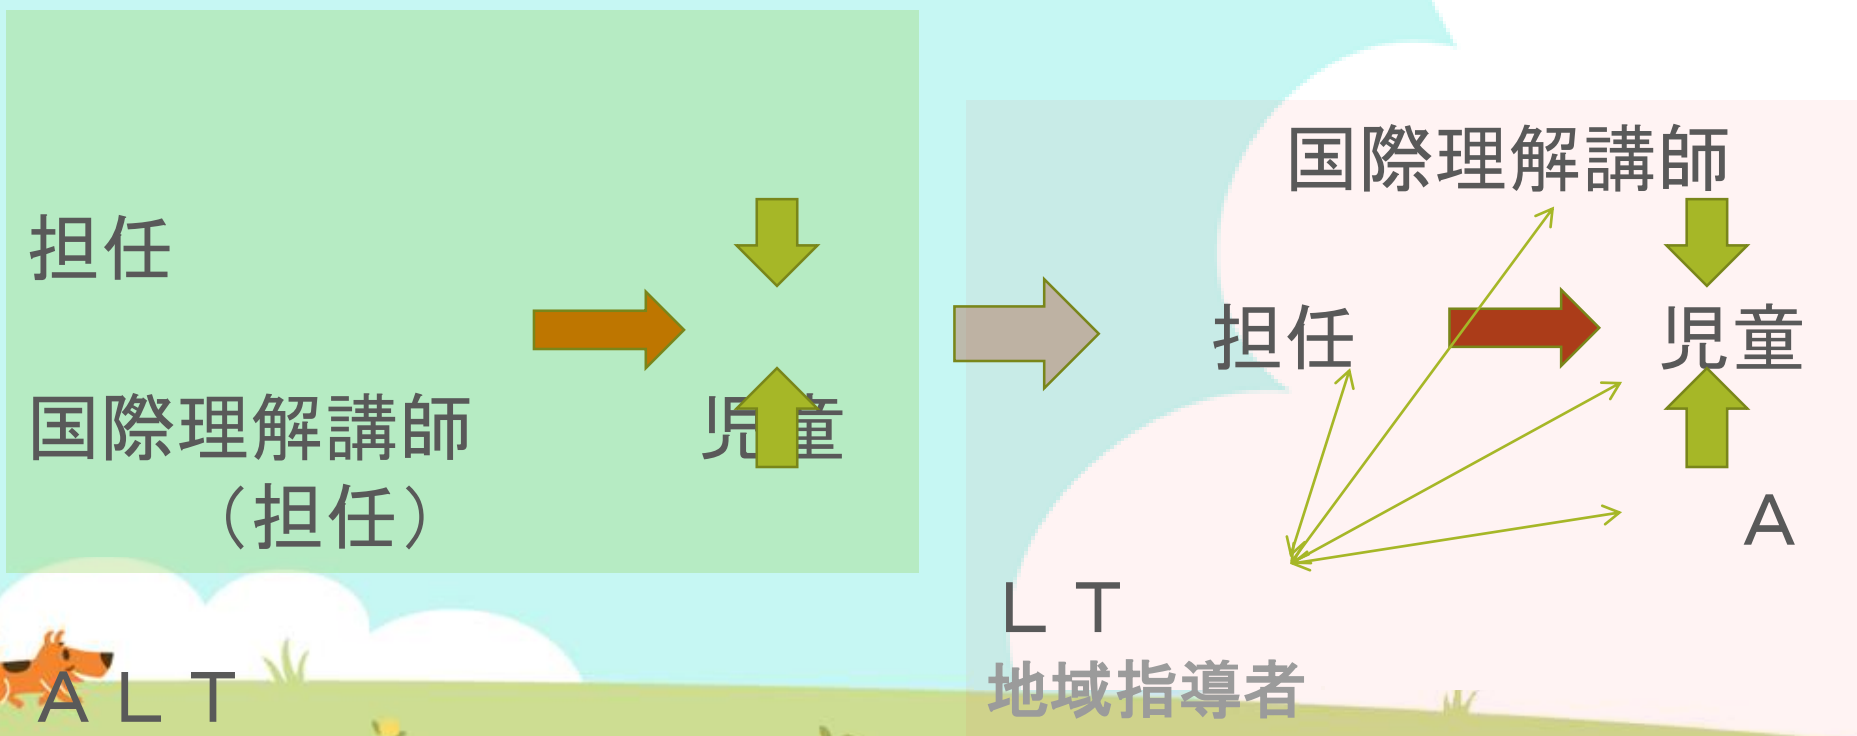 担任
国際理解講師　　　児童
（担任）
ＡＬＴ
国際理解講師
担任　　　児童
Ａ
ＬＴ
地域指導者